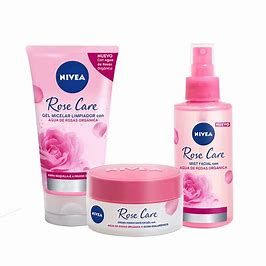 NUEVO
Con Agua
de Rosas
Orgánica
NIVEA
Rose Care
GEL MICELAR LIMPIADOR con
AGUA DE ROSAS ORGÁNICA
NIVEA
Rose Care
NUEVO
NIVEA
Rose Care
MIST FACIAL con
AGUA DE ROSAS ORGÁNICA